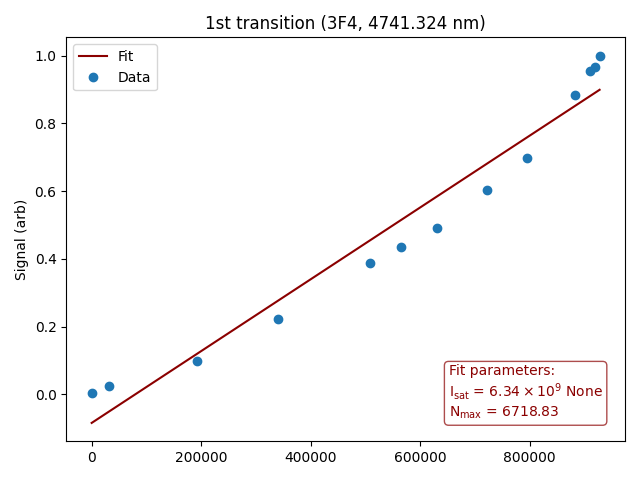 1st transition (3F4, 4741.324 nm)
Fit
Data
Signal (arb)
1.0
0.8
0.6
0.4
0.2
0.0
0 200000 400000 600000 800000
Fit parameters:
I_sat = 6.34 × 10^9 None
N_max = 6718.83